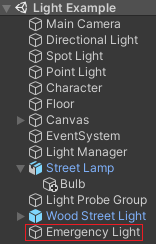 Light Example
Main Camera
Directional Light
Spot Light
Point Light
Character
Floor
Canvas
EventSystem
Light Manager
Street Lamp
Bulb
Light Probe Group
Wood Street Light
Emergency Light